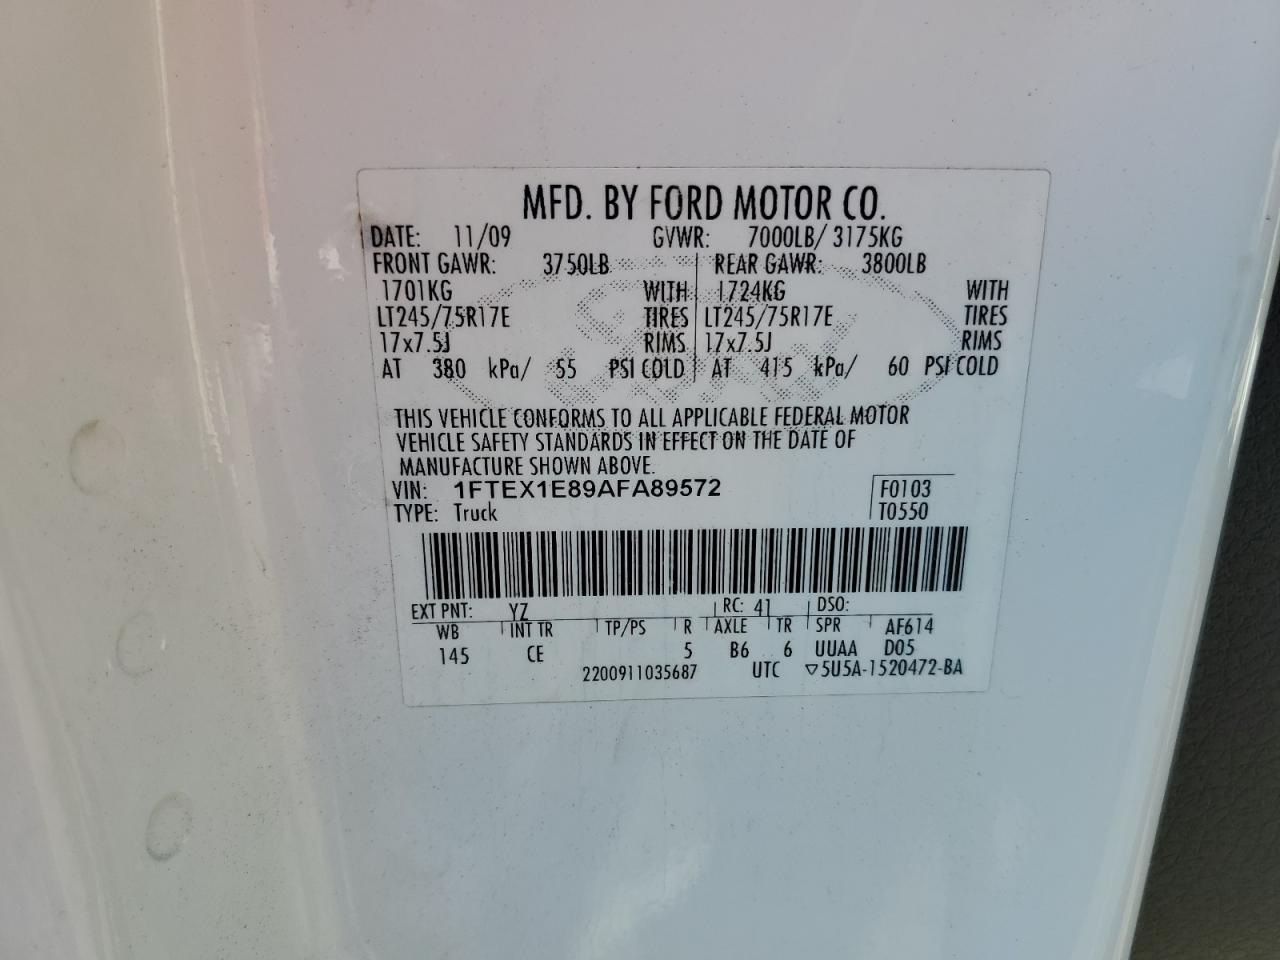 MFD. BY FORD MOTOR CO.
DATE: 11/09 GVWR: 7000LB/ 3175KG
FRONT GAWR: 3750LB REAR GAWR: 3800LB
1701KG WITH 1724KG WITH
LT245/75R17E TIRES LT245/75R17E TIRES
17x7.5J RIMS 17x7.5J RIMS
AT 380 kPa/ 55 PSI COLD AT 415 kPa/ 60 PSI COLD
THIS VEHICLE CONFORMS TO ALL APPLICABLE FEDERAL MOTOR
VEHICLE SAFETY STANDARDS IN EFFECT ON THE DATE OF
MANUFACTURE SHOWN ABOVE.
VIN: 1FTEX1E89AFA89572 F0103
TYPE: Truck T0550
EXT PNT: YZ RC: 41 DSO:
WB INT TR TP/PS R AXLE TR SPR AF614
145 CE 5 B6 6 UUAA D05
2200911035687 UTC ▽5U5A-1520472-BA